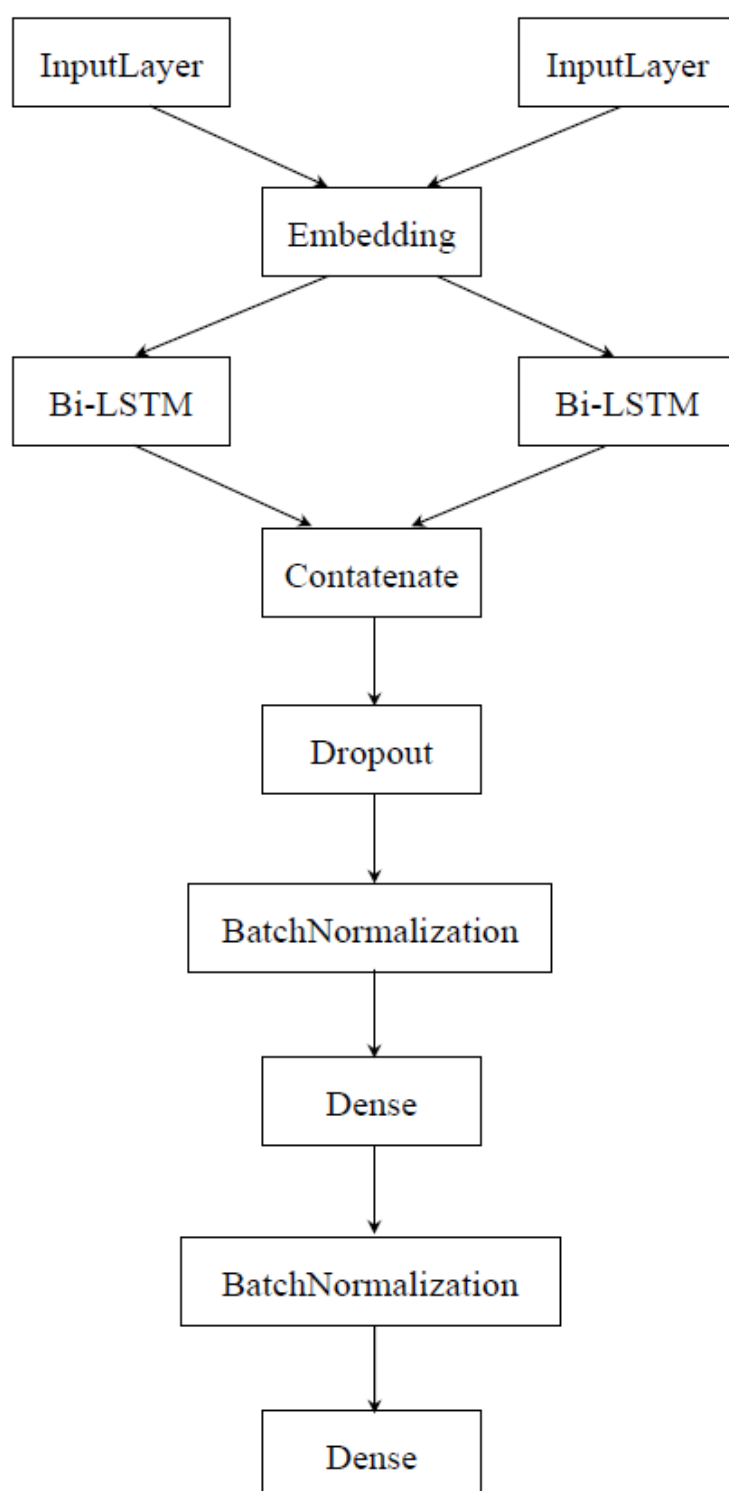 InputLayer
InputLayer
Embedding
Bi-LSTM
Bi-LSTM
Contatenate
Dropout
BatchNormalization
Dense
BatchNormalization
Dense